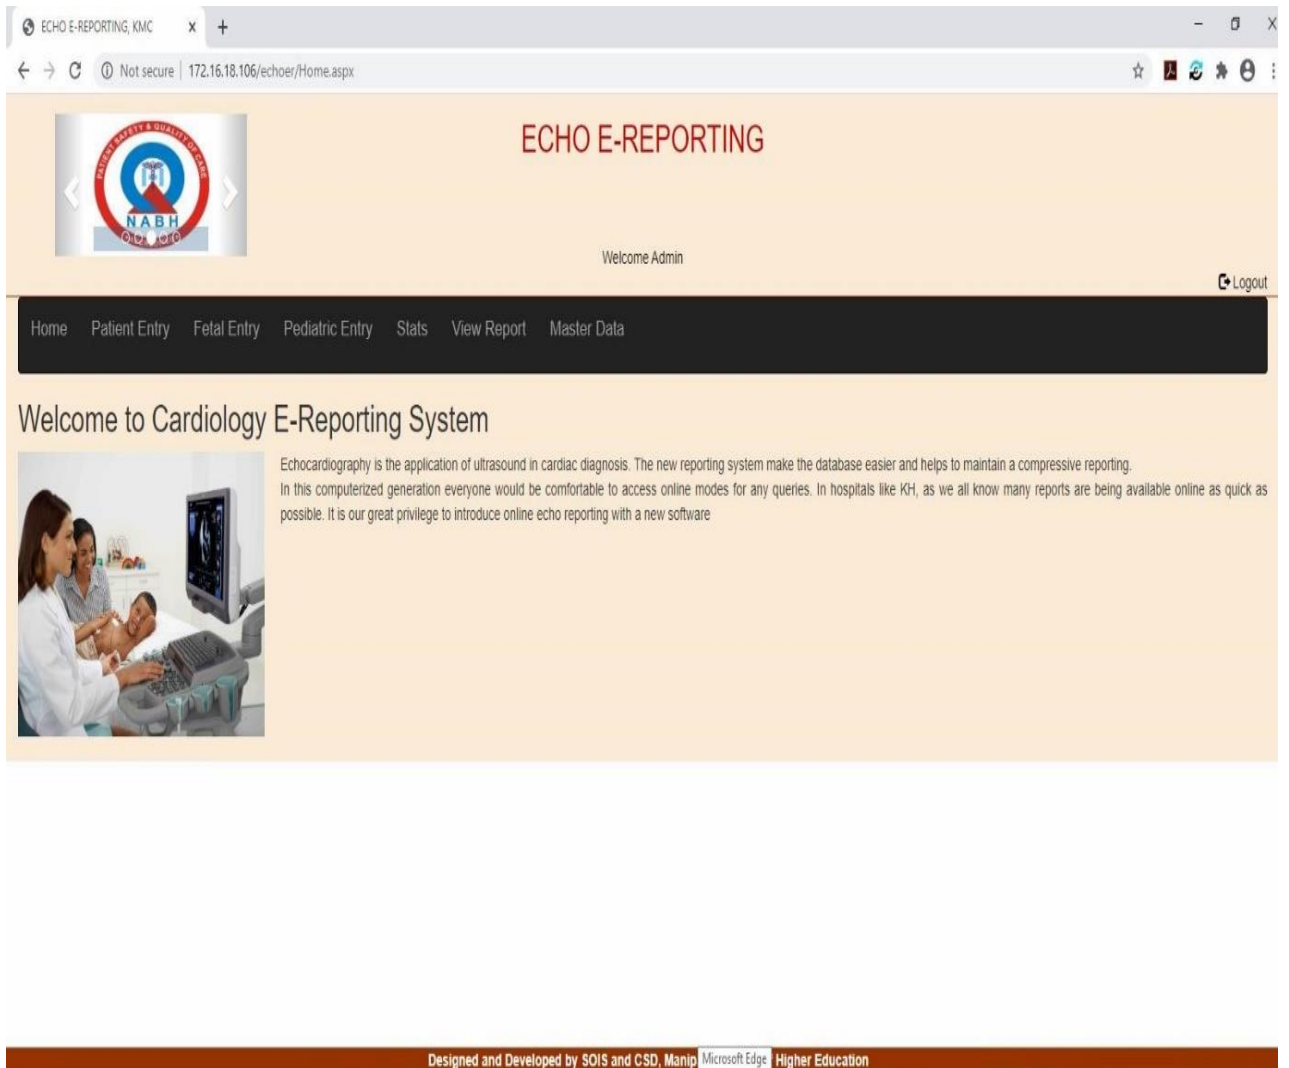 ECHO E-REPORTING, KMC
Not secure | 172.16.18.106/echoer/Home.aspx
PATIENT SAFETY & QUALITY OF CARE
NABH
ECHO E-REPORTING
Welcome Admin
Logout
Home Patient Entry Fetal Entry Pediatric Entry Stats View Report Master Data
Welcome to Cardiology E-Reporting System
Echocardiography is the application of ultrasound in cardiac diagnosis. The new reporting system make the database easier and helps to maintain a compressive reporting.
In this computerized generation everyone would be comfortable to access online modes for any queries. In hospitals like KH, as we all know many reports are being available online as quick as
possible. It is our great privilege to introduce online echo reporting with a new software
Designed and Developed by SOIS and CSD, Manip Microsoft Edge Higher Education